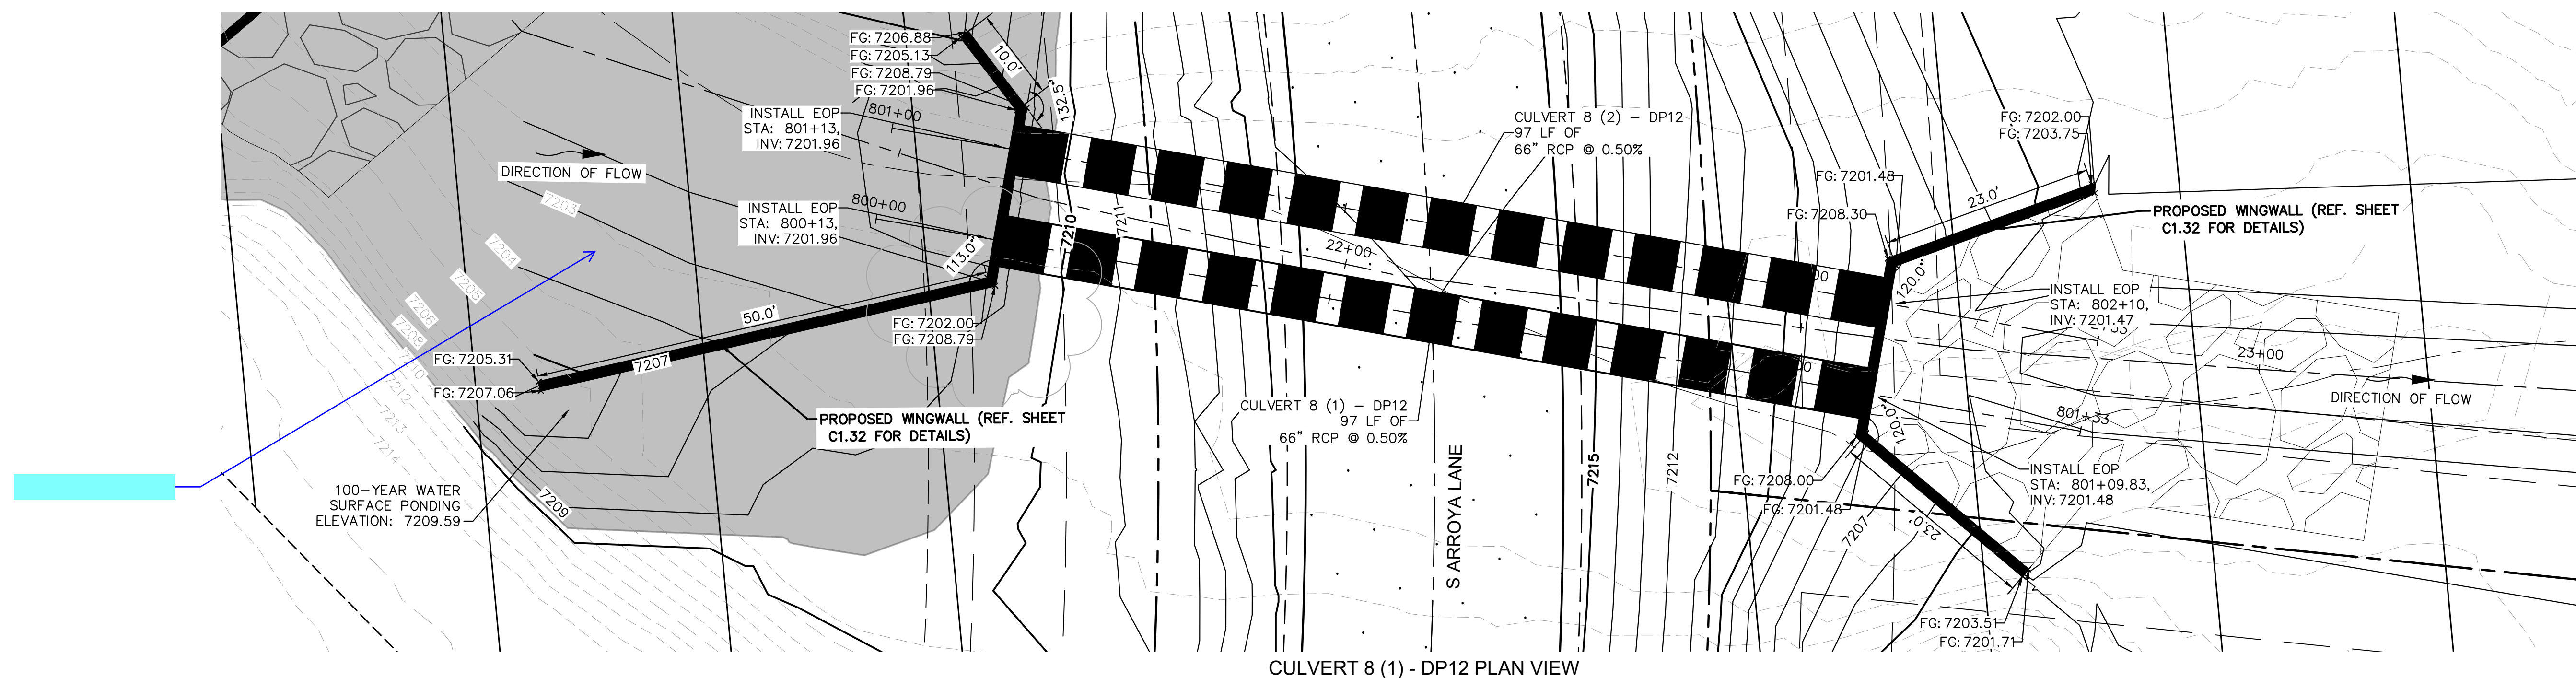 FG: 7206.88
FG: 7205.13
FG: 7208.79
FG: 7201.96
10.0'
132.5°
INSTALL EOP
STA: 801+13,
INV: 7201.96
801+00
DIRECTION OF FLOW
7203
INSTALL EOP
STA: 800+13,
INV: 7201.96
800+00
113.0°
7210
7211
7204
7205
7206
7208
7210
7212
7213
7214
50.0'
7207
FG: 7202.00
FG: 7208.79
FG: 7205.31
FG: 7207.06
PROPOSED WINGWALL (REF. SHEET
C1.32 FOR DETAILS)
100-YEAR WATER
SURFACE PONDING
ELEVATION: 7209.59
7209
CULVERT 8 (2) - DP12
97 LF OF
66" RCP @ 0.50%
22+00
CULVERT 8 (1) - DP12
97 LF OF
66" RCP @ 0.50%
S ARROYA LANE
7215
7212
FG: 7202.00
FG: 7203.75
FG: 7201.48
23.0'
FG: 7208.30
PROPOSED WINGWALL (REF. SHEET
C1.32 FOR DETAILS)
120.0°
INSTALL EOP
STA: 802+10,
INV: 7201.47
23+00
DIRECTION OF FLOW
801+33
120.0°
INSTALL EOP
STA: 801+09.83,
INV: 7201.48
FG: 7208.00
FG: 7201.48
7207
23.0'
FG: 7203.51
FG: 7201.71
CULVERT 8 (1) - DP12 PLAN VIEW